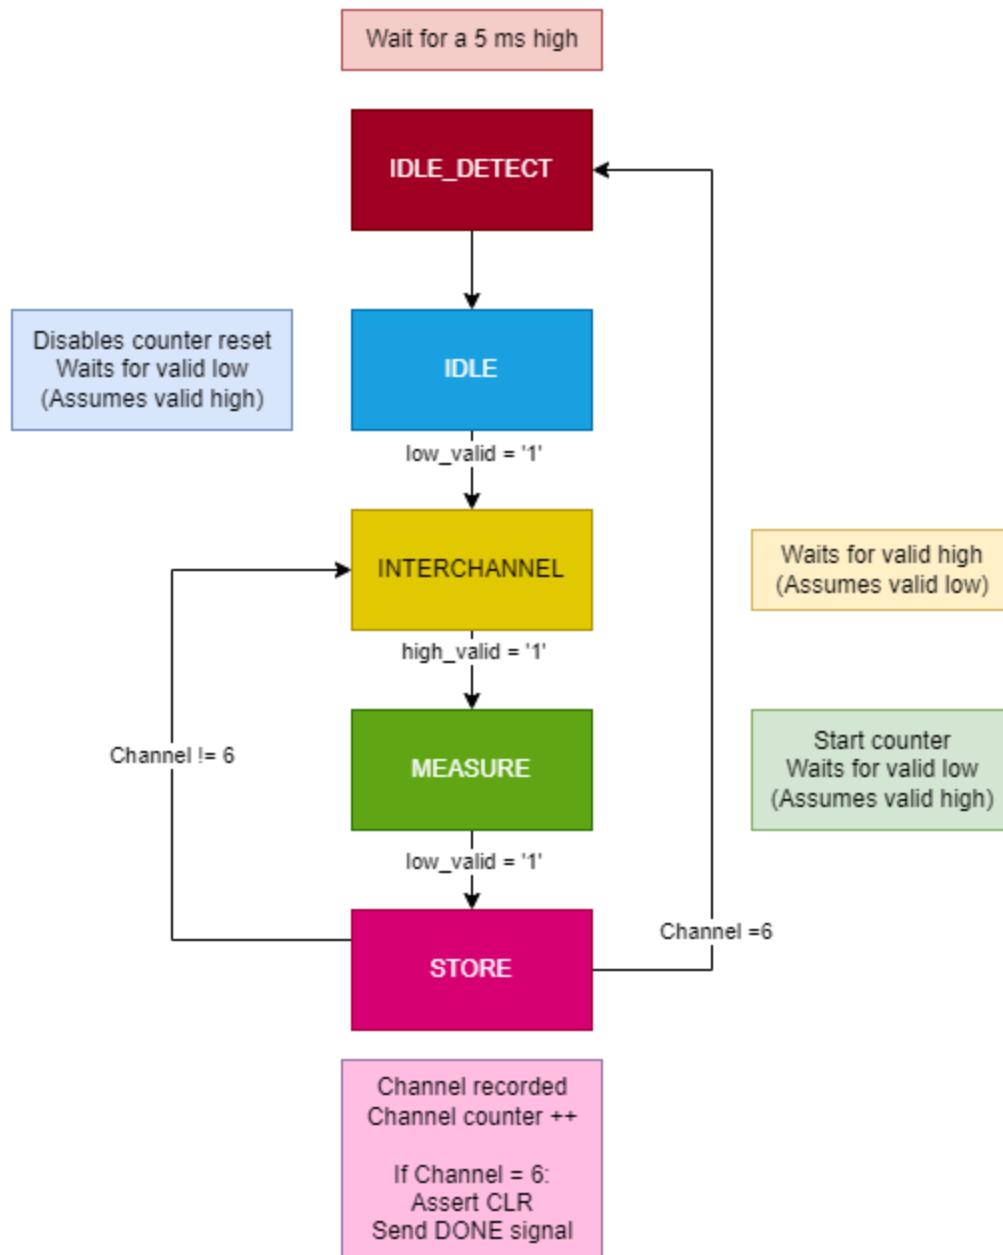 Wait for a 5 ms high
IDLE_DETECT
Disables counter reset
Waits for valid low
(Assumes valid high)
IDLE
low_valid = '1'
INTERCHANNEL
Waits for valid high
(Assumes valid low)
high_valid = '1'
Channel != 6
MEASURE
Start counter
Waits for valid low
(Assumes valid high)
low_valid = '1'
Channel =6
STORE
Channel recorded
Channel counter ++
If Channel = 6:
Assert CLR
Send DONE signal